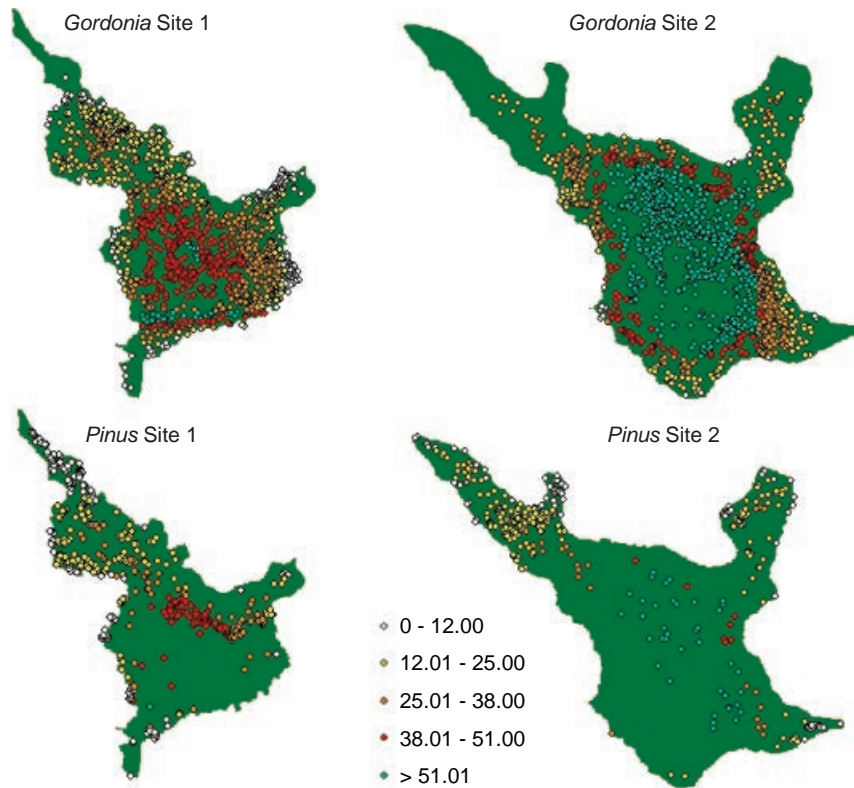 Gordonia Site 1
Gordonia Site 2
Pinus Site 1
Pinus Site 2
0 - 12.00
12.01 - 25.00
25.01 - 38.00
38.01 - 51.00
> 51.01